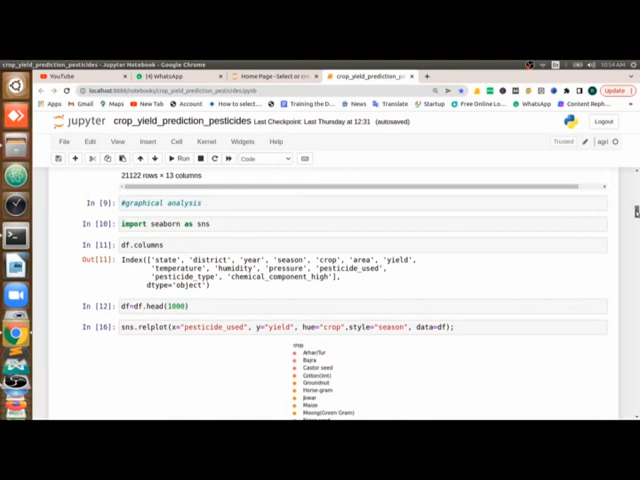 crop_yield_prediction_pesticides - Jupyter Notebook - Google Chrome
En
10:54 AM
YouTube
(4) WhatsApp
Home Page - Select or c
crop_yield_prediction_pe
localhost:8888/notebooks/crop_yield_prediction_pesticides.ipynb
Update
Apps
Gmail
YouTube
Maps
New Tab
Account
HackerRank
Training the D...
News
Translate
Startup
Free Online Lo...
WhatsApp
Content Reph...
jupyter crop_yield_prediction_pesticides Last Checkpoint: Last Thursday at 12:31 (autosaved)
Logout
File Edit View Insert Cell Kernel Widgets Help
Trusted
agri
Run
Code
21122 rows × 13 columns
In [9]: #graphical analysis
In [10]: import seaborn as sns
In [11]: df.columns
Out[11]: Index(['state', 'district', 'year', 'season', 'crop', 'area', 'yield',
'temperature', 'humidity', 'pressure', 'pesticide_used',
'pesticide_type', 'chemical_component_high'],
dtype='object')
In [12]: df=df.head(1000)
In [16]: sns.relplot(x="pesticide_used", y="yield", hue="crop",style="season", data=df);
crop
Arhar/Tur
Bajra
Castor seed
Cotton(lint)
Groundnut
Horse-gram
Jowar
Maize
Moong(Green Gram)